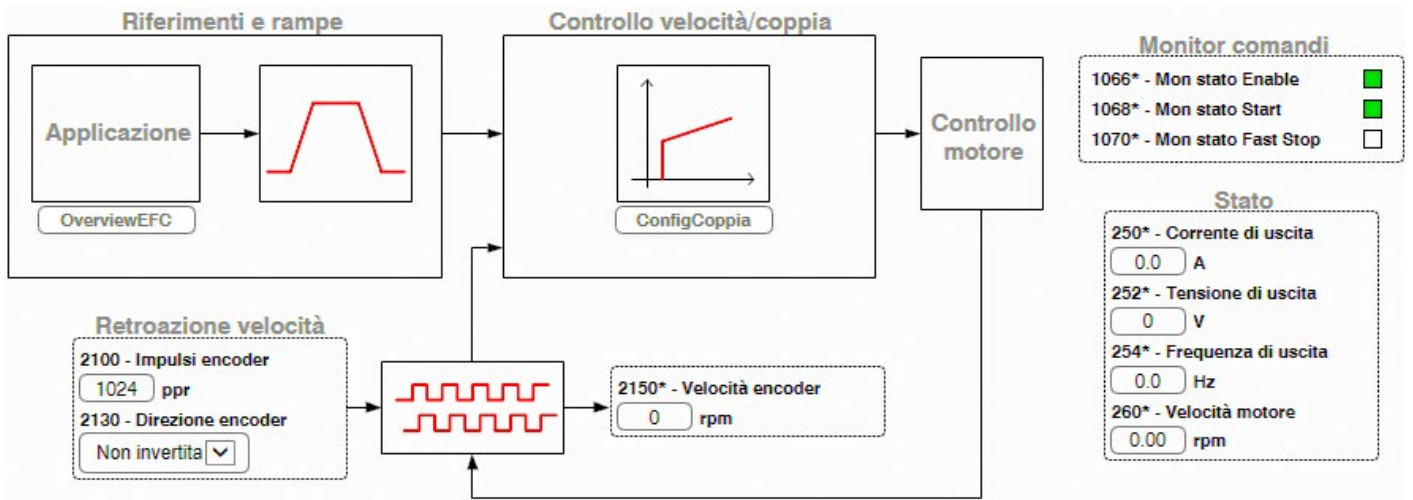 Riferimenti e rampe
Applicazione
OverviewEFC
Controllo velocità/coppia
ConfigCoppia
Controllo
motore
Monitor comandi
1066* - Mon stato Enable
1068* - Mon stato Start
1070* - Mon stato Fast Stop
Stato
250* - Corrente di uscita
0.0 A
252* - Tensione di uscita
0 V
254* - Frequenza di uscita
0.0 Hz
260* - Velocità motore
0.00 rpm
Retroazione velocità
2100 - Impulsi encoder
1024 ppr
2130 - Direzione encoder
Non invertita
2150* - Velocità encoder
0 rpm